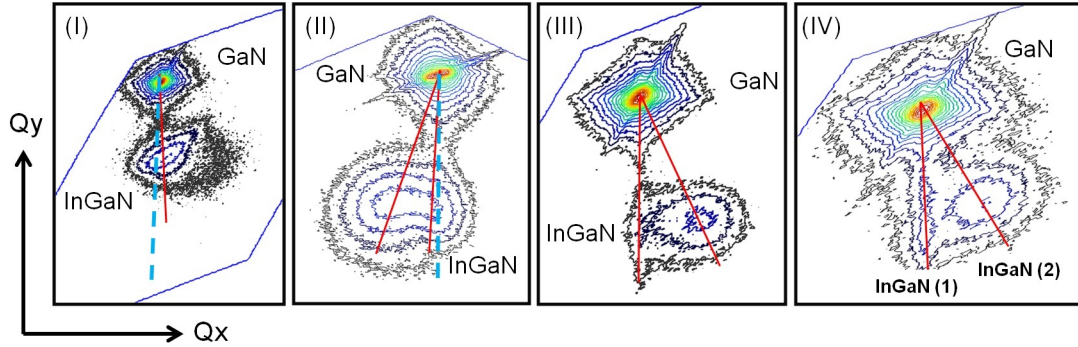 (I)
GaN
InGaN
(II)
GaN
InGaN
(III)
GaN
InGaN
(IV)
GaN
InGaN (1)
InGaN (2)
Qy
Qx